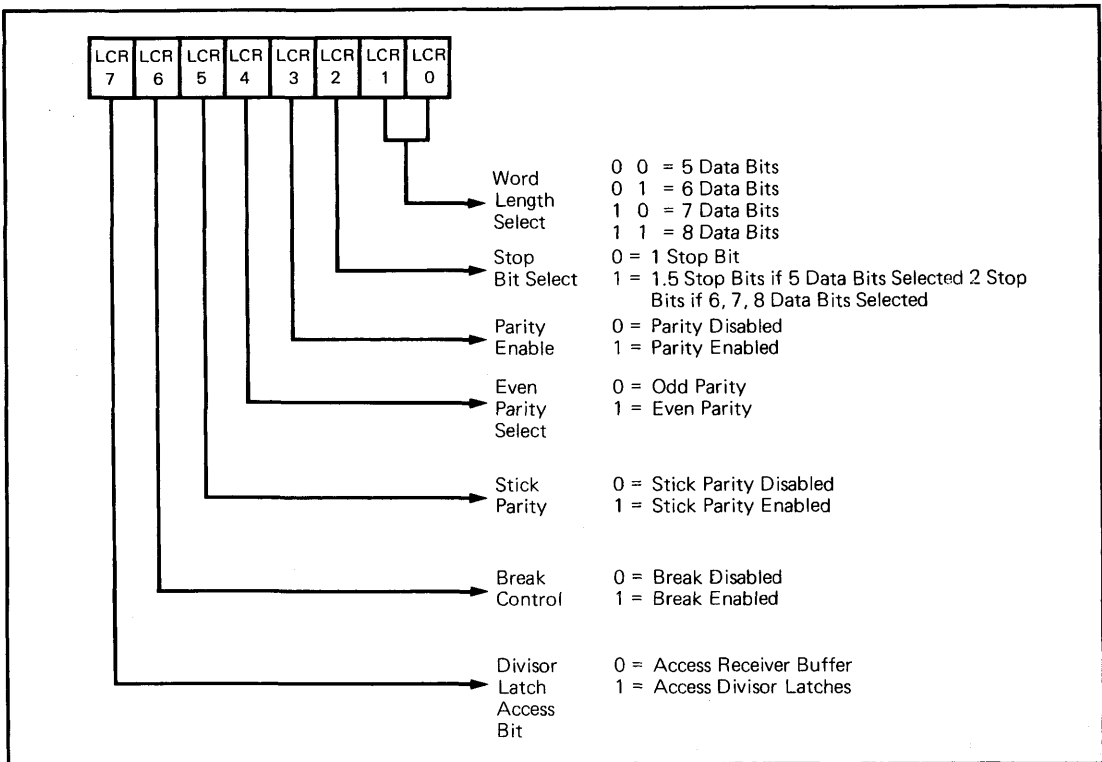 LCR LCR LCR LCR LCR LCR LCR LCR
7 6 5 4 3 2 1 0
Word
Length
Select
0 0 = 5 Data Bits
0 1 = 6 Data Bits
1 0 = 7 Data Bits
1 1 = 8 Data Bits
Stop
Bit Select
0 = 1 Stop Bit
1 = 1.5 Stop Bits if 5 Data Bits Selected 2 Stop
Bits if 6, 7, 8 Data Bits Selected
Parity
Enable
0 = Parity Disabled
1 = Parity Enabled
Even
Parity
Select
0 = Odd Parity
1 = Even Parity
Stick
Parity
0 = Stick Parity Disabled
1 = Stick Parity Enabled
Break
Control
0 = Break Disabled
1 = Break Enabled
Divisor
Latch
Access
Bit
0 = Access Receiver Buffer
1 = Access Divisor Latches